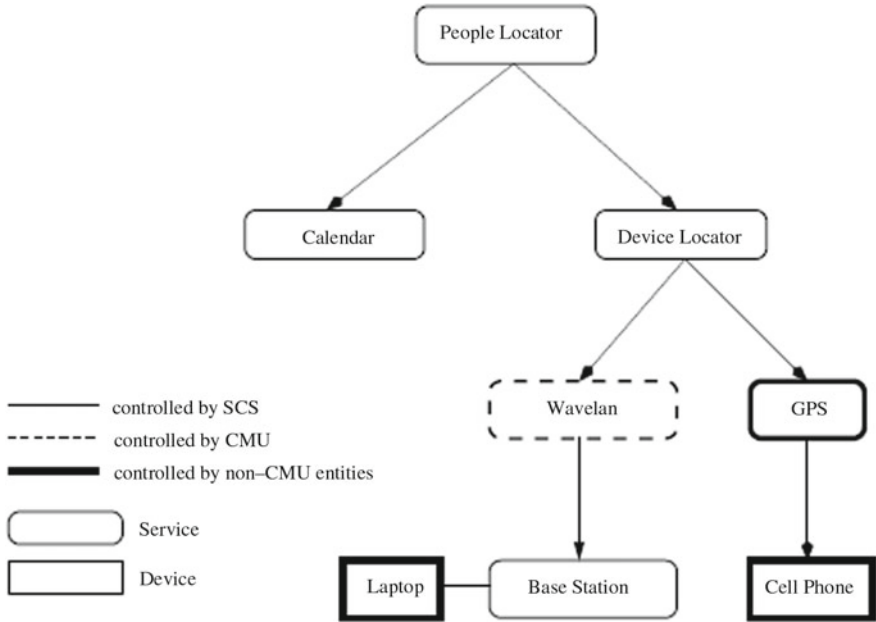 People Locator
Calendar
Device Locator
Wavelan
GPS
controlled by SCS
controlled by CMU
controlled by non–CMU entities
Service
Device
Laptop
Base Station
Cell Phone